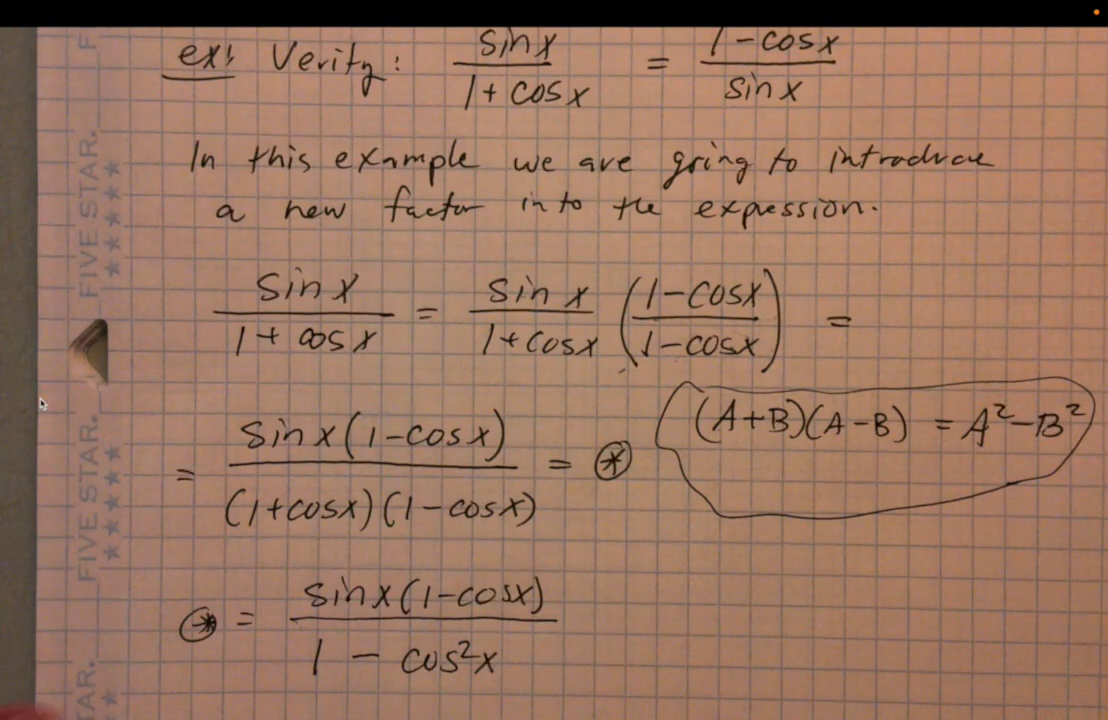 ex: Verify: sin x / 1 + cos x = 1 - cos x / sin x
In this example we are going to introduce
a new factor into the expression.
sin x / 1 + cos x = sin x / 1 + cos x (1 - cos x / 1 - cos x) =
= sin x (1 - cos x) / (1 + cos x)(1 - cos x) = ⊛
(A + B)(A - B) = A² - B²
⊛ = sin x (1 - cos x) / 1 - cos² x
FIVE STAR.
FIVE STAR.